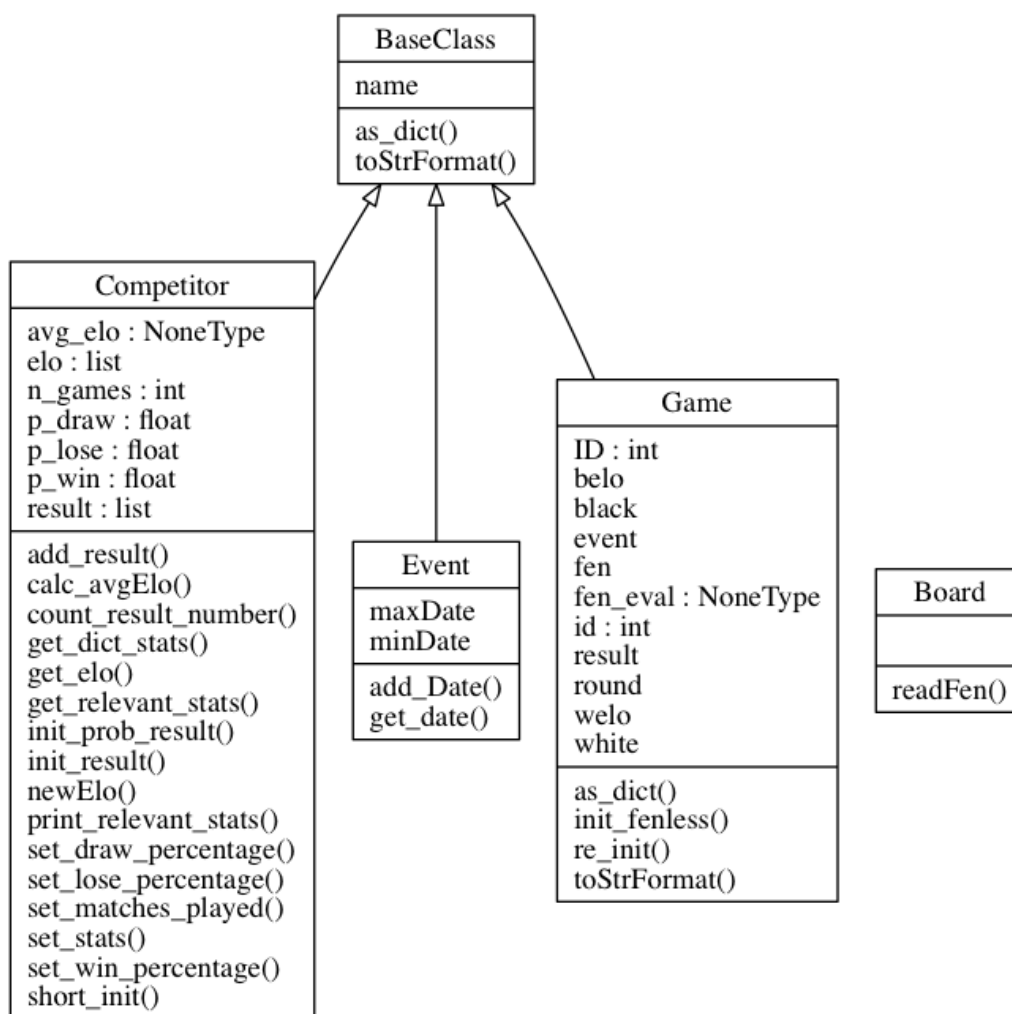 BaseClass
name
as_dict()
toStrFormat()
Competitor
avg_elo : NoneType
elo : list
n_games : int
p_draw : float
p_lose : float
p_win : float
result : list
add_result()
calc_avgElo()
count_result_number()
get_dict_stats()
get_elo()
get_relevant_stats()
init_prob_result()
init_result()
newElo()
print_relevant_stats()
set_draw_percentage()
set_lose_percentage()
set_matches_played()
set_stats()
set_win_percentage()
short_init()
Event
maxDate
minDate
add_Date()
get_date()
Game
ID : int
belo
black
event
fen
fen_eval : NoneType
id : int
result
round
welo
white
as_dict()
init_fenless()
re_init()
toStrFormat()
Board
readFen()